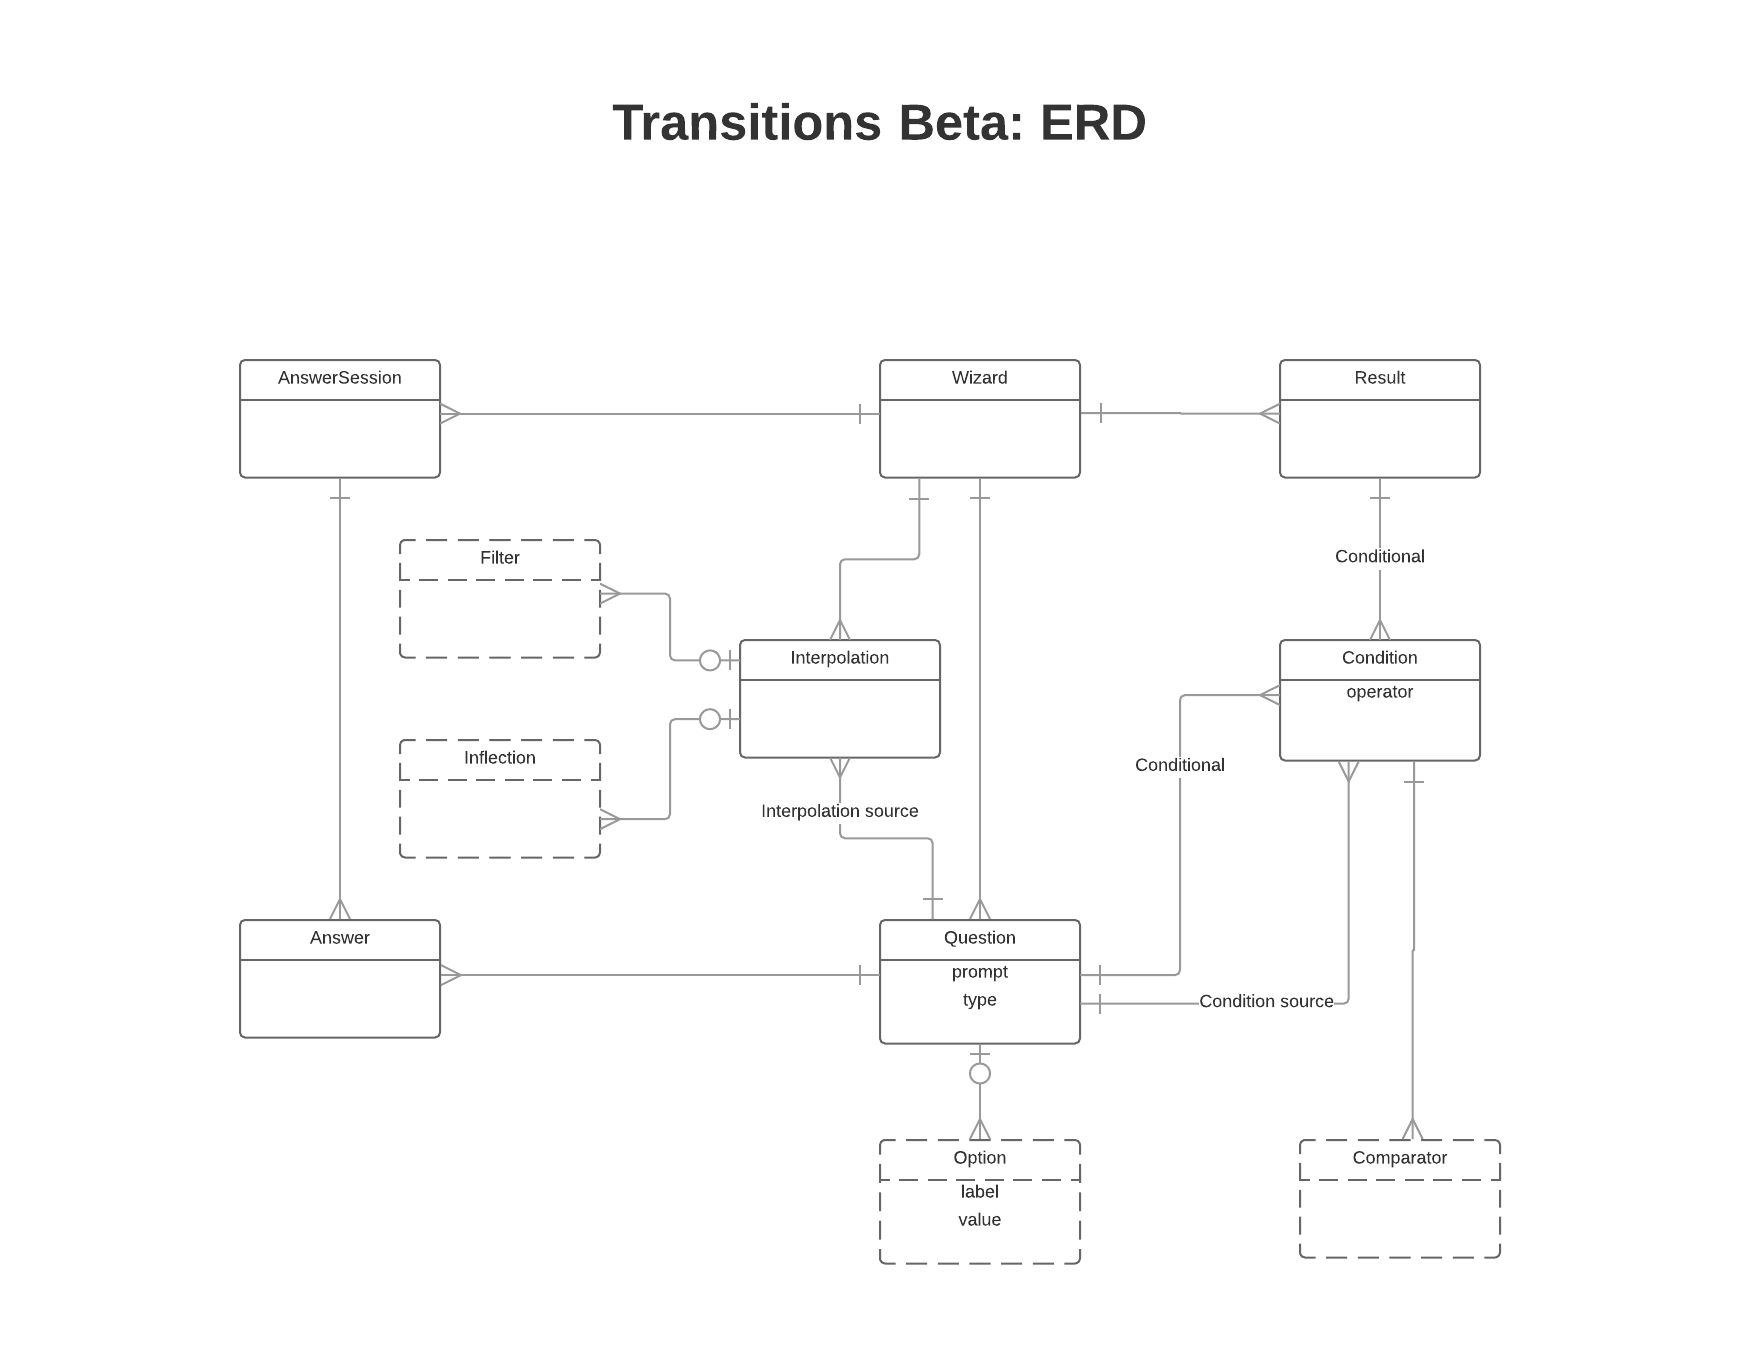 Transitions Beta: ERD
AnswerSession
Wizard
Result
Filter
Conditional
Interpolation
Condition
operator
Inflection
Conditional
Interpolation source
Answer
Question
prompt
type
Condition source
Option
label
value
Comparator